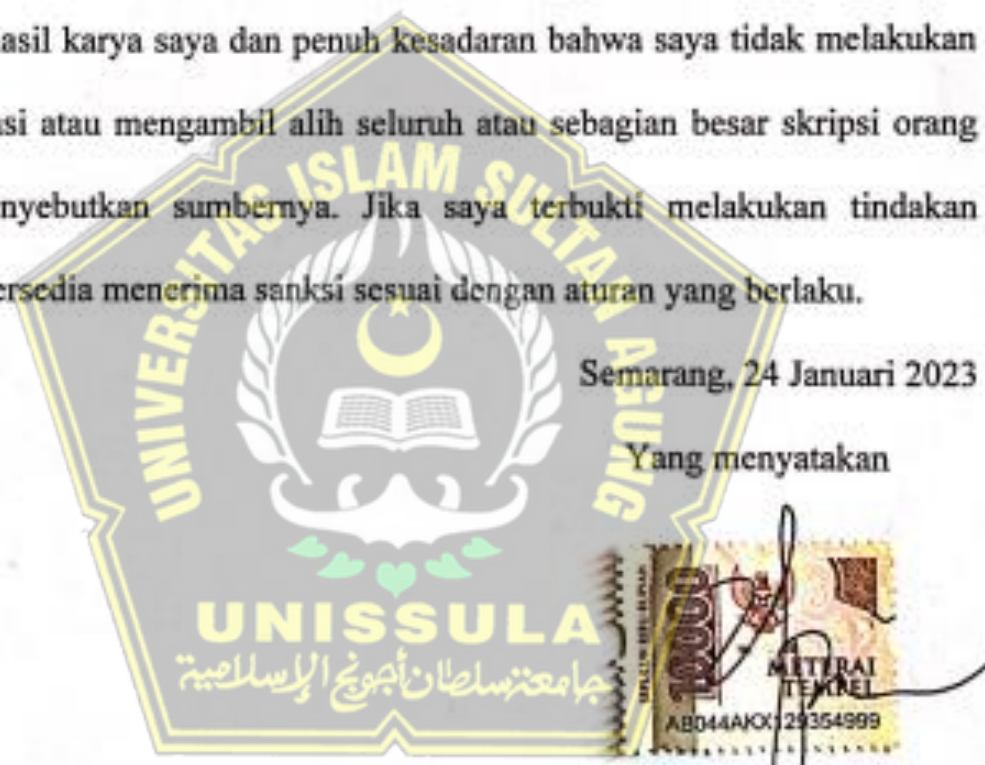 asil karya saya dan penuh kesadaran bahwa saya tidak melakukan
asi atau mengambil alih seluruh atau sebagian besar skripsi orang
nyebutkan sumbernya. Jika saya terbukti melakukan tindakan
ersedia menerima sanksi sesuai dengan aturan yang berlaku.
Semarang, 24 Januari 2023
Yang menyatakan
UNIVERSITAS ISLAM SULTAN AGUNG
UNISSULA
جامعة سلطان أجونج الإسلامية
10000
METERAI
TEMPEL
AB044AKX129354999